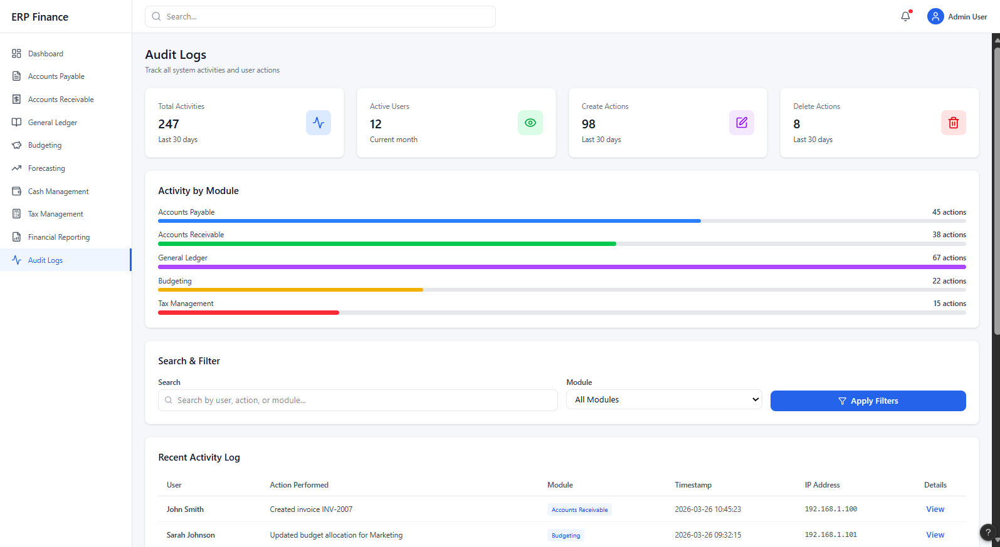 ERP Finance
Search...
Admin User
Dashboard
Accounts Payable
Accounts Receivable
General Ledger
Budgeting
Forecasting
Cash Management
Tax Management
Financial Reporting
Audit Logs
Audit Logs
Track all system activities and user actions
Total Activities
247
Last 30 days
Active Users
12
Current month
Create Actions
98
Last 30 days
Delete Actions
8
Last 30 days
Activity by Module
Accounts Payable 45 actions
Accounts Receivable 38 actions
General Ledger 67 actions
Budgeting 22 actions
Tax Management 15 actions
Search & Filter
Search
Search by user, action, or module...
Module
All Modules
Apply Filters
Recent Activity Log
User Action Performed Module Timestamp IP Address Details
John Smith Created invoice INV-2007 Accounts Receivable 2026-03-26 10:45:23 192.168.1.100 View
Sarah Johnson Updated budget allocation for Marketing Budgeting 2026-03-26 09:32:15 192.168.1.101 View
?